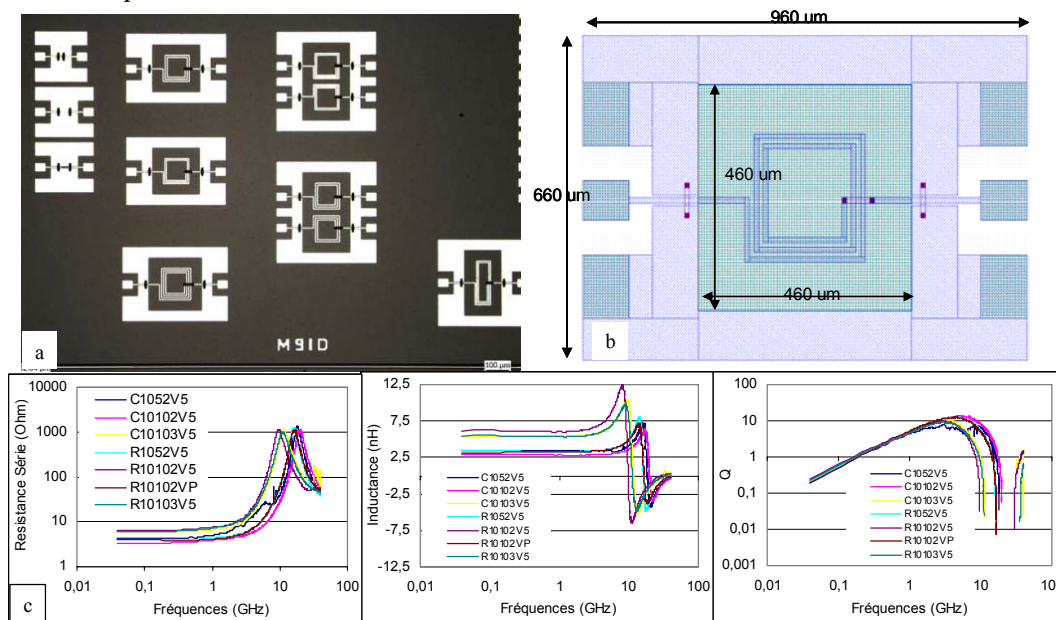 960 um
460 um
660 um
460 um
a
M91D
100 µm
b
Resistance Série (Ohm)
10000
1000
100
10
1
C1052V5
C10102V5
C10103V5
R1052V5
R10102V5
R10102VP
R10103V5
0,01
0,1
1
10
100
Fréquences (GHz)
c
Inductance (nH)
12,5
7,5
2,5
-2,5
-7,5
-12,5
C1052V5
C10102V5
C10103V5
R1052V5
R10102V5
R10102VP
R10103V5
0,01
0,1
1
10
100
Fréquences (GHz)
Q
100
10
1
0,1
0,01
0,001
C1052V5
C10102V5
C10103V5
R1052V5
R10102V5
R10102VP
R10103V5
0,01
0,1
1
10
100
Fréquences (GHz)